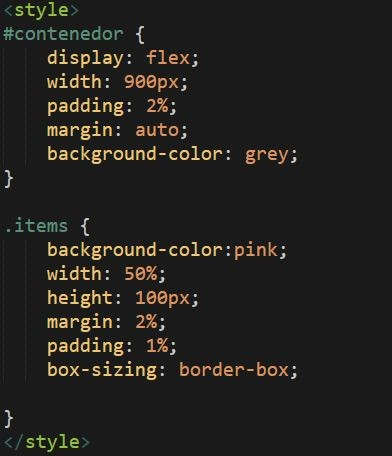 <style>
#contenedor {
    display: flex;
    width: 900px;
    padding: 2%;
    margin: auto;
    background-color: grey;
}

.items {
    background-color:pink;
    width: 50%;
    height: 100px;
    margin: 2%;
    padding: 1%;
    box-sizing: border-box;

}
</style>